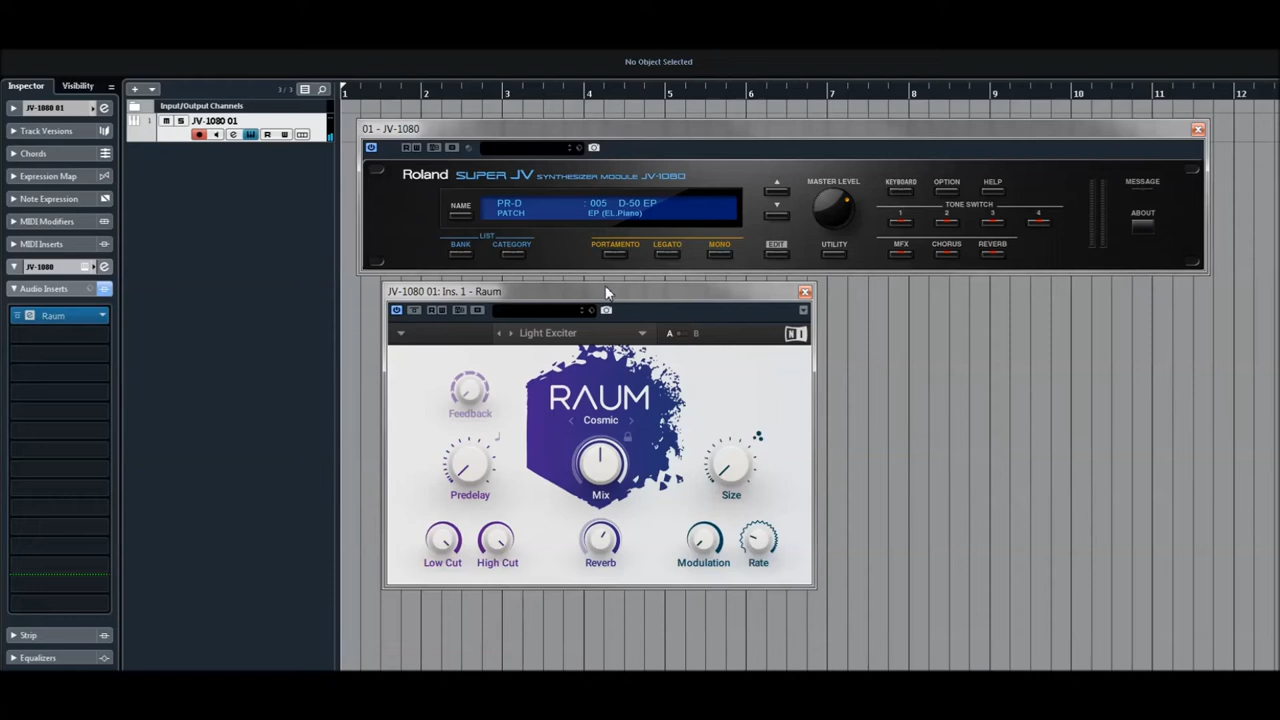 No Object Selected
Inspector
Visibility
3 / 3
1 2 3 4 5 6 7 8 9 10 11 12
JV-1080 01
Track Versions
Chords
Expression Map
Note Expression
MIDI Modifiers
MIDI Inserts
JV-1080
Audio Inserts
Raum
Strip
Equalizers
Input/Output Channels
1
M S JV-1080 01
R W
01 - JV-1080
R W
Roland SUPER JV SYNTHESIZER MODULE JV-1080
NAME
PR-D : 005 D-50 EP
PATCH EP (EL.Piano)
LIST
BANK CATEGORY PORTAMENTO LEGATO MONO EDIT
MASTER LEVEL
UTILITY
KEYBOARD OPTION HELP
TONE SWITCH
1 2 3 4
MFX CHORUS REVERB
MESSAGE
ABOUT
JV-1080 01: Ins. 1 - Raum
R W
Light Exciter
A B
NI
RAUM
Cosmic
Feedback
Predelay
Mix
Size
Low Cut
High Cut
Reverb
Modulation
Rate